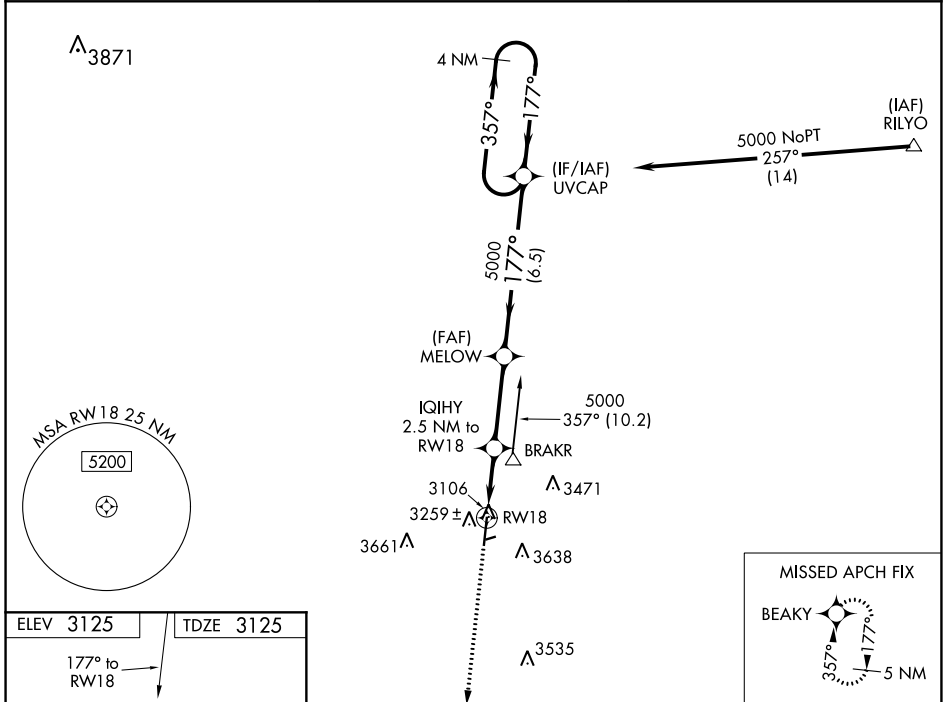 3871
4 NM
357°
177°
(IAF)
RILYO
5000 NoPT
257°
(14)
(IF/IAF)
UVCAP
5000
177°
(6.5)
(FAF)
MELOW
IQIHY
2.5 NM to
RW18
5000
357° (10.2)
BRAKR
MSA RW18 25 NM
5200
3471
3106
3259 ±
RW18
3661
3638
3535
MISSED APCH FIX
BEAKY
357°
177°
5 NM
ELEV 3125
TDZE 3125
177° to
RW18